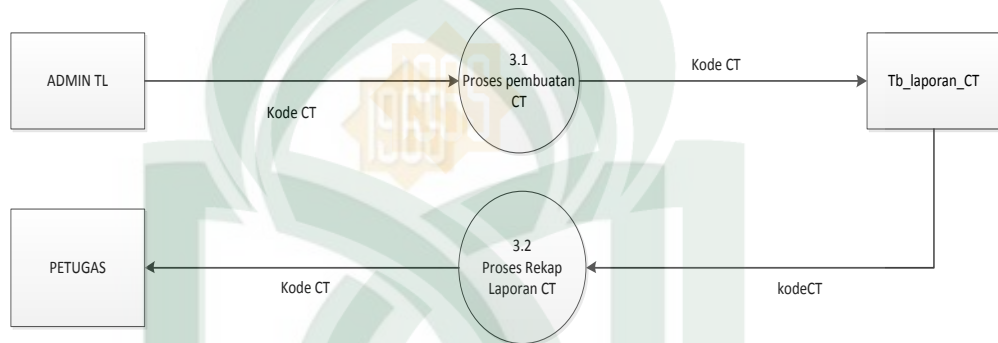 ADMIN TL
Kode CT
3.1
Proses pembuatan
CT
Kode CT
Tb_laporan_CT
PETUGAS
Kode CT
3.2
Proses Rekap
Laporan CT
kodeCT